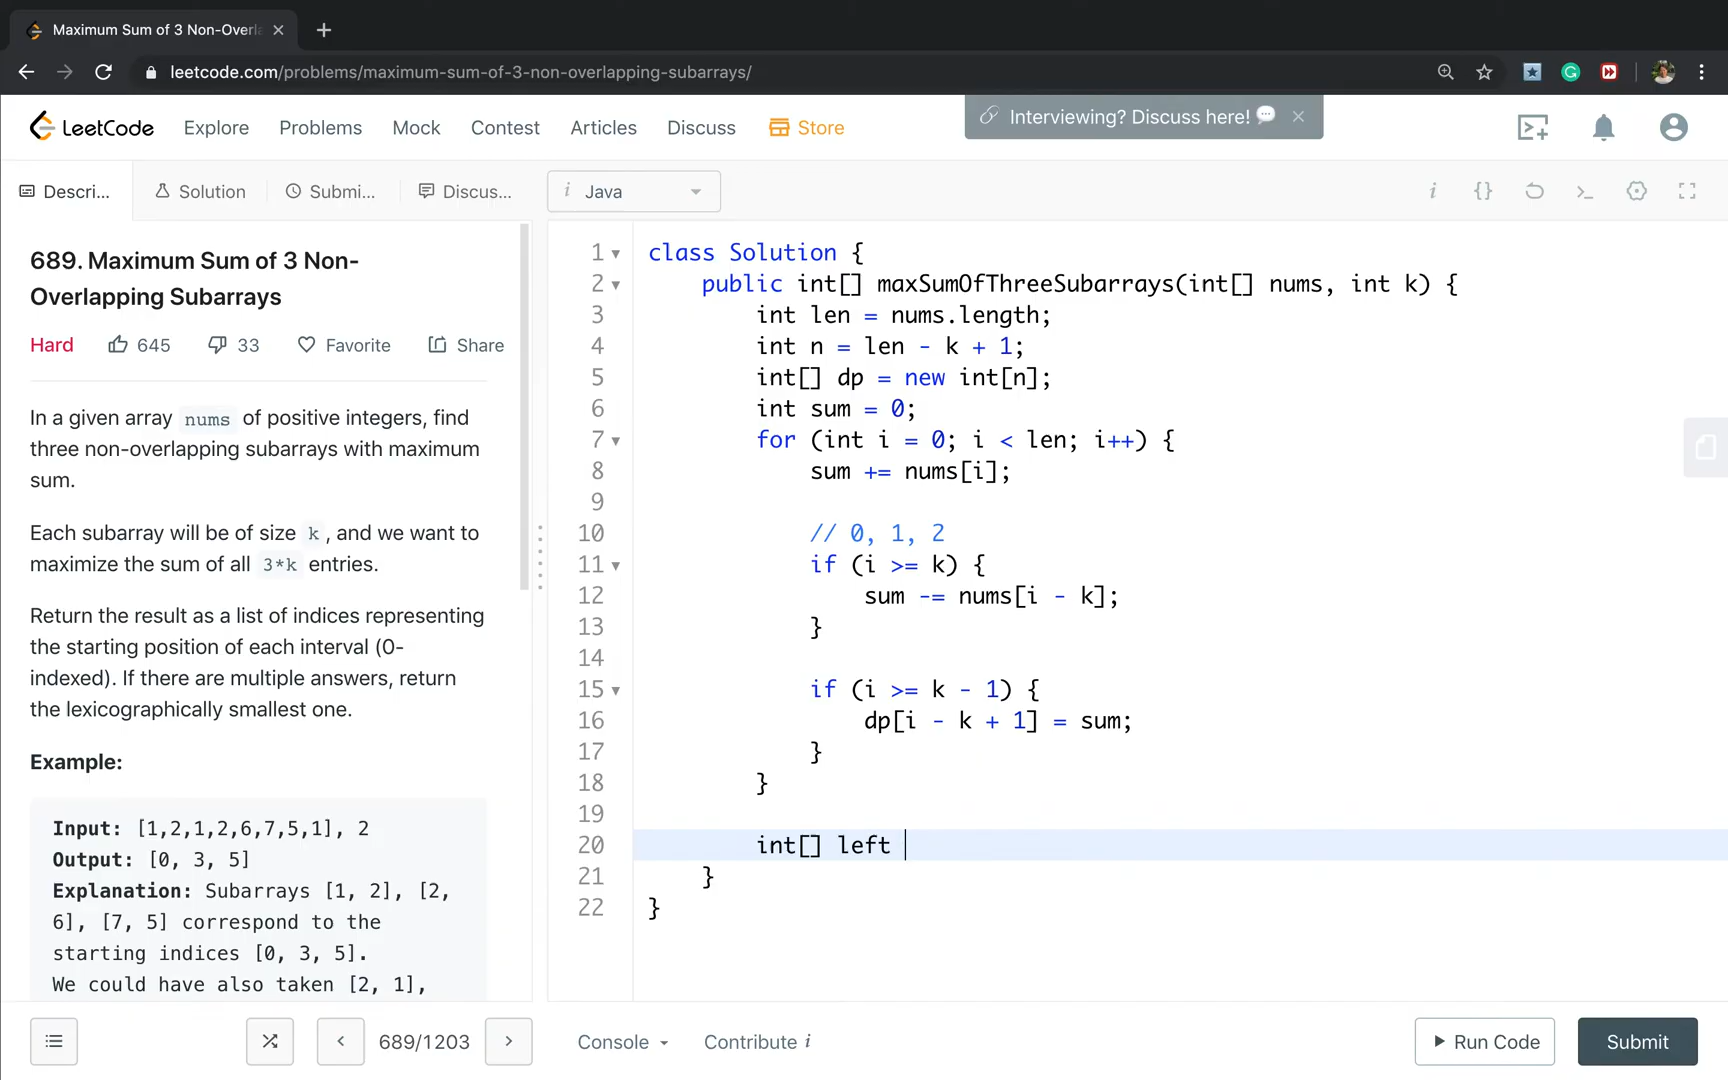 Maximum Sum of 3 Non-Overla
leetcode.com/problems/maximum-sum-of-3-non-overlapping-subarrays/
LeetCode Explore Problems Mock Contest Articles Discuss Store
Interviewing? Discuss here!
Descri... Solution Submi... Discus...
i Java
689. Maximum Sum of 3 Non-
Overlapping Subarrays
Hard 645 33 Favorite Share
In a given array nums of positive integers, find
three non-overlapping subarrays with maximum
sum.
Each subarray will be of size k , and we want to
maximize the sum of all 3*k entries.
Return the result as a list of indices representing
the starting position of each interval (0-
indexed). If there are multiple answers, return
the lexicographically smallest one.
Example:
Input: [1,2,1,2,6,7,5,1], 2
Output: [0, 3, 5]
Explanation: Subarrays [1, 2], [2,
6], [7, 5] correspond to the
starting indices [0, 3, 5].
We could have also taken [2, 1],
1 class Solution {
2 public int[] maxSumOfThreeSubarrays(int[] nums, int k) {
3 int len = nums.length;
4 int n = len - k + 1;
5 int[] dp = new int[n];
6 int sum = 0;
7 for (int i = 0; i < len; i++) {
8 sum += nums[i];
9
10 // 0, 1, 2
11 if (i >= k) {
12 sum -= nums[i - k];
13 }
14
15 if (i >= k - 1) {
16 dp[i - k + 1] = sum;
17 }
18 }
19
20 int[] left
21 }
22 }
689/1203
Console Contribute i
Run Code Submit